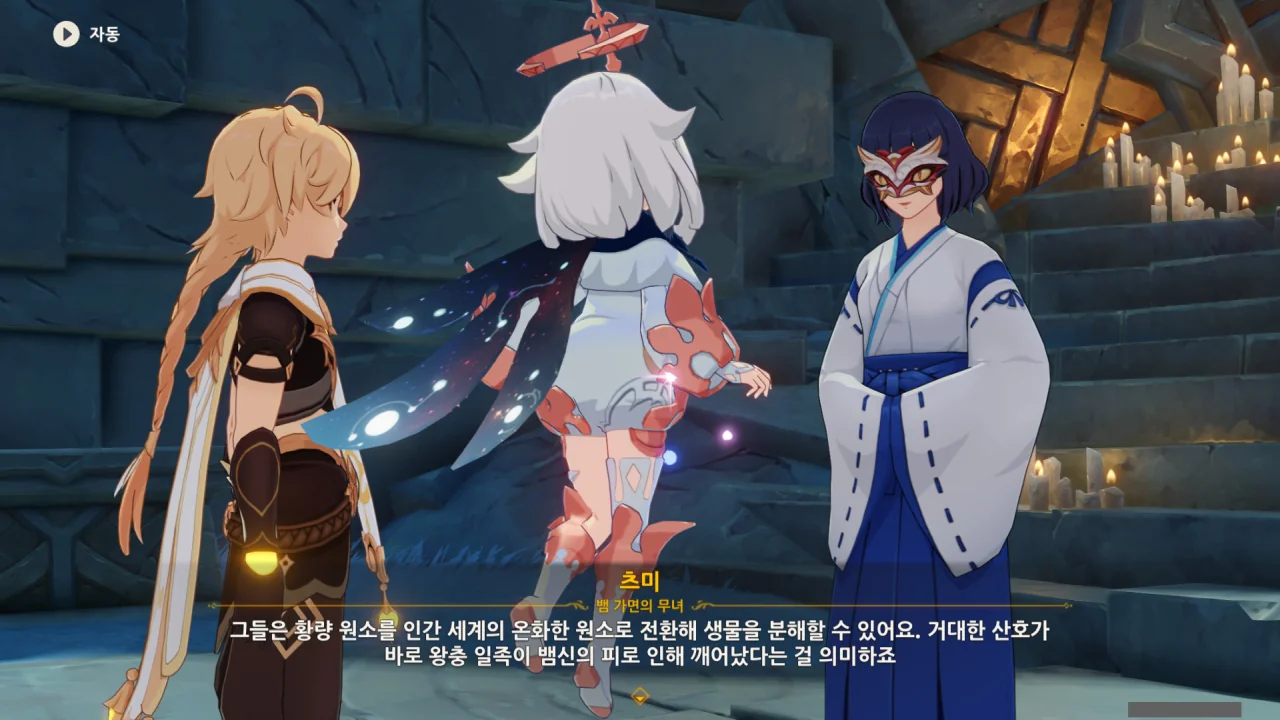 자동
츠미
뱀 가면의 무녀
그들은 황량 원소를 인간 세계의 온화한 원소로 전환해 생물을 분해할 수 있어요. 거대한 산호가
바로 왕충 일족이 뱀신의 피로 인해 깨어났다는 걸 의미하죠